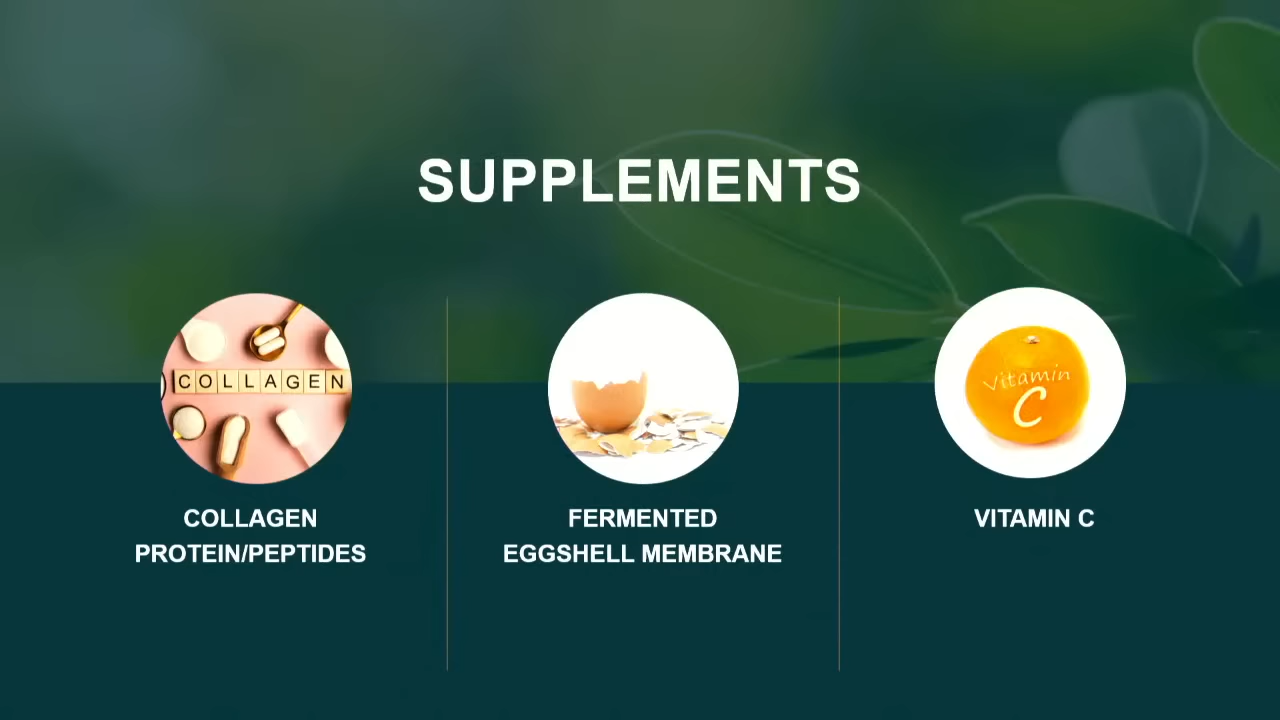 SUPPLEMENTS
COLLAGEN
COLLAGEN
PROTEIN/PEPTIDES
FERMENTED
EGGSHELL MEMBRANE
Vitamin
C
VITAMIN C